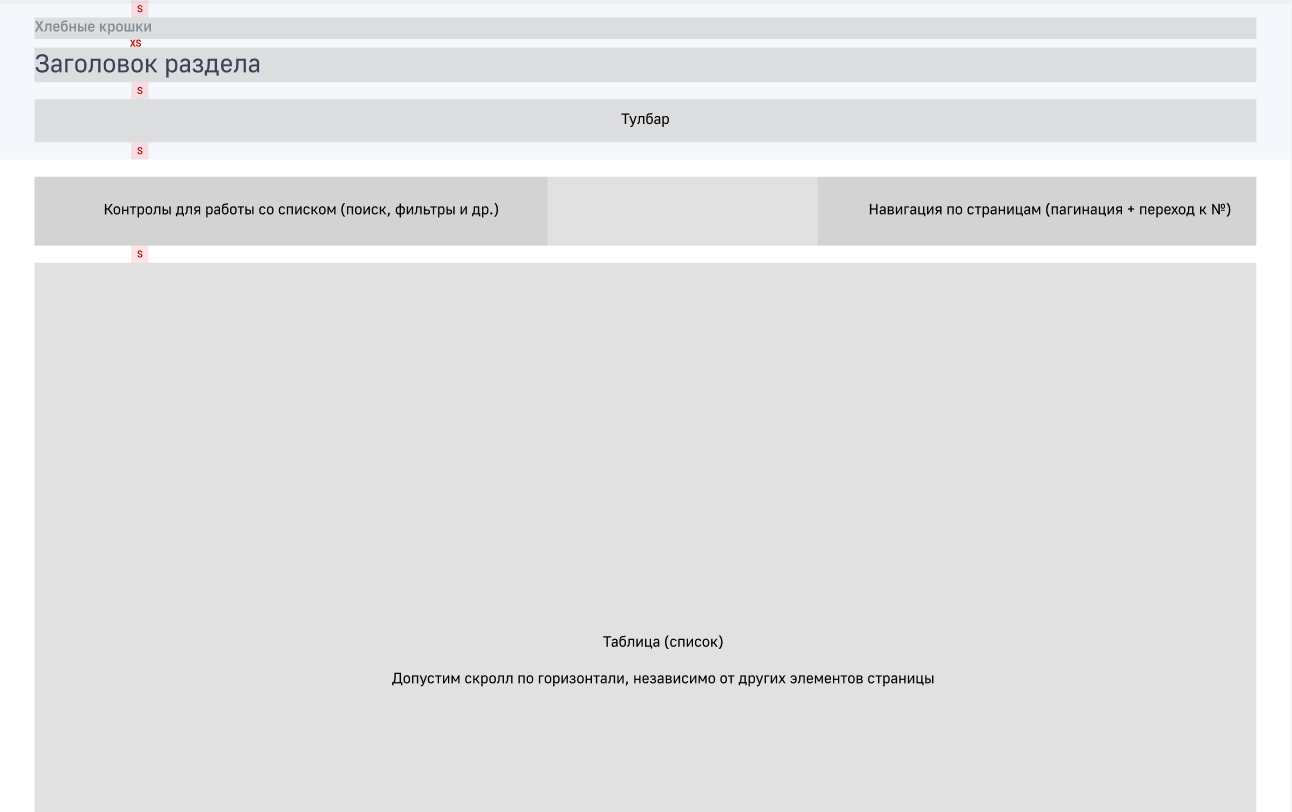 S
Хлебные крошки
XS
Заголовок раздела
S
Тулбар
S
Контролы для работы со списком (поиск, фильтры и др.)
Навигация по страницам (пагинация + переход к №)
S
Таблица (список)
Допустим скролл по горизонтали, независимо от других элементов страницы